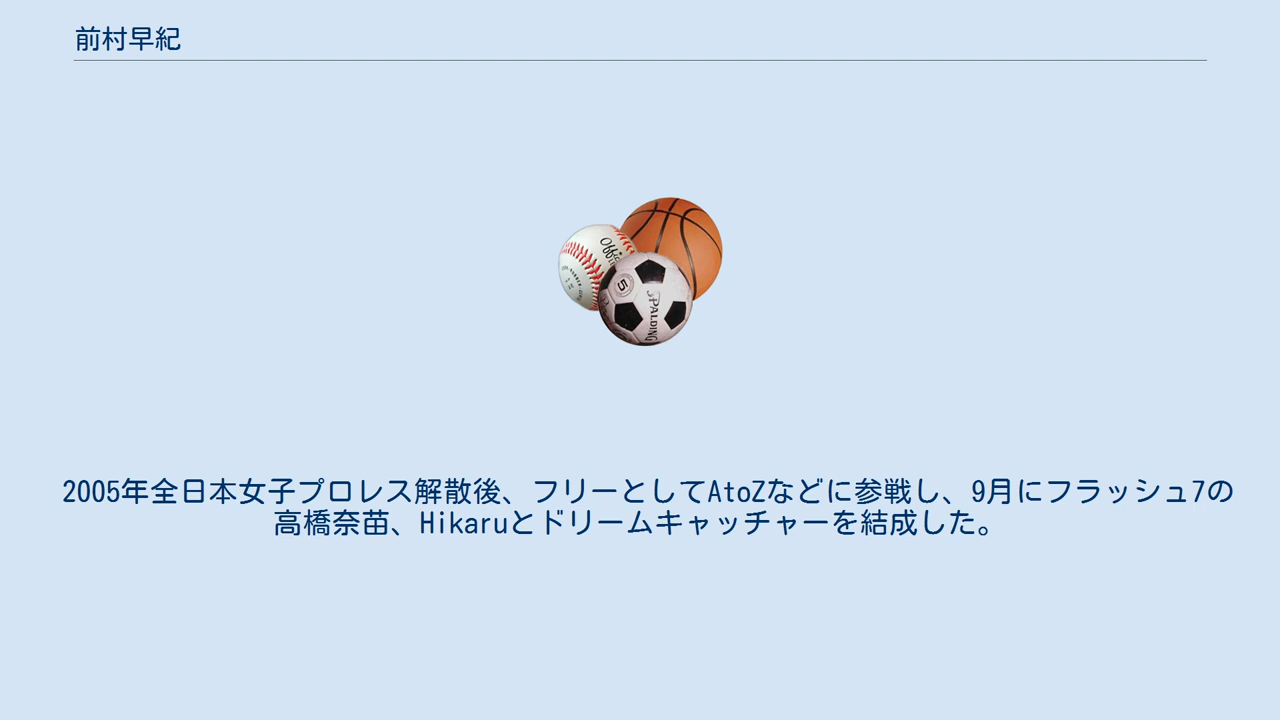 前村早紀
Offic
5
SPALDING
2005年全日本女子プロレス解散後、フリーとしてAtoZなどに参戦し、9月にフラッシュ7の
高橋奈苗、Hikaruとドリームキャッチャーを結成した。